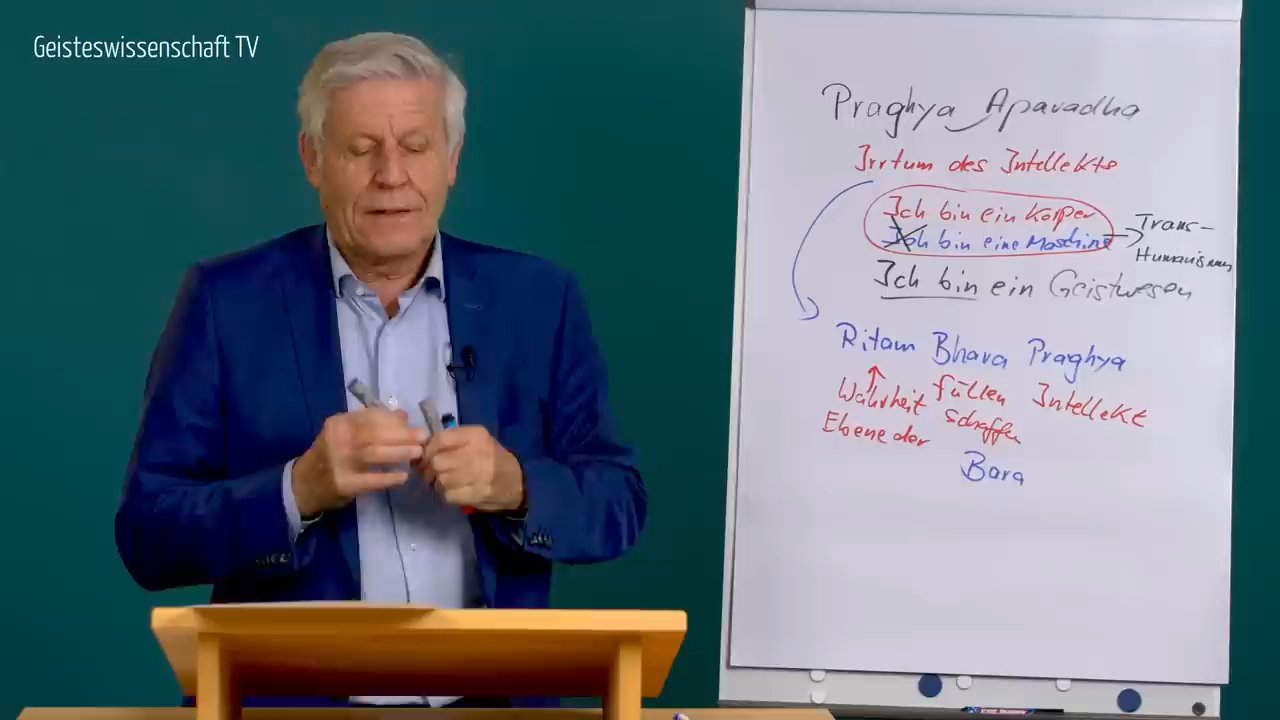 Geisteswissenschaft TV
Praghya Aparadha
Irrtum des Intellekts
Ich bin ein Körper
Ich bin eine Maschine
Trans-
Humanismus
Ich bin ein Geistwesen
Ritam Bhara Praghya
Wahrheit füllen Intellekt
Ebene der schaffen
Bara